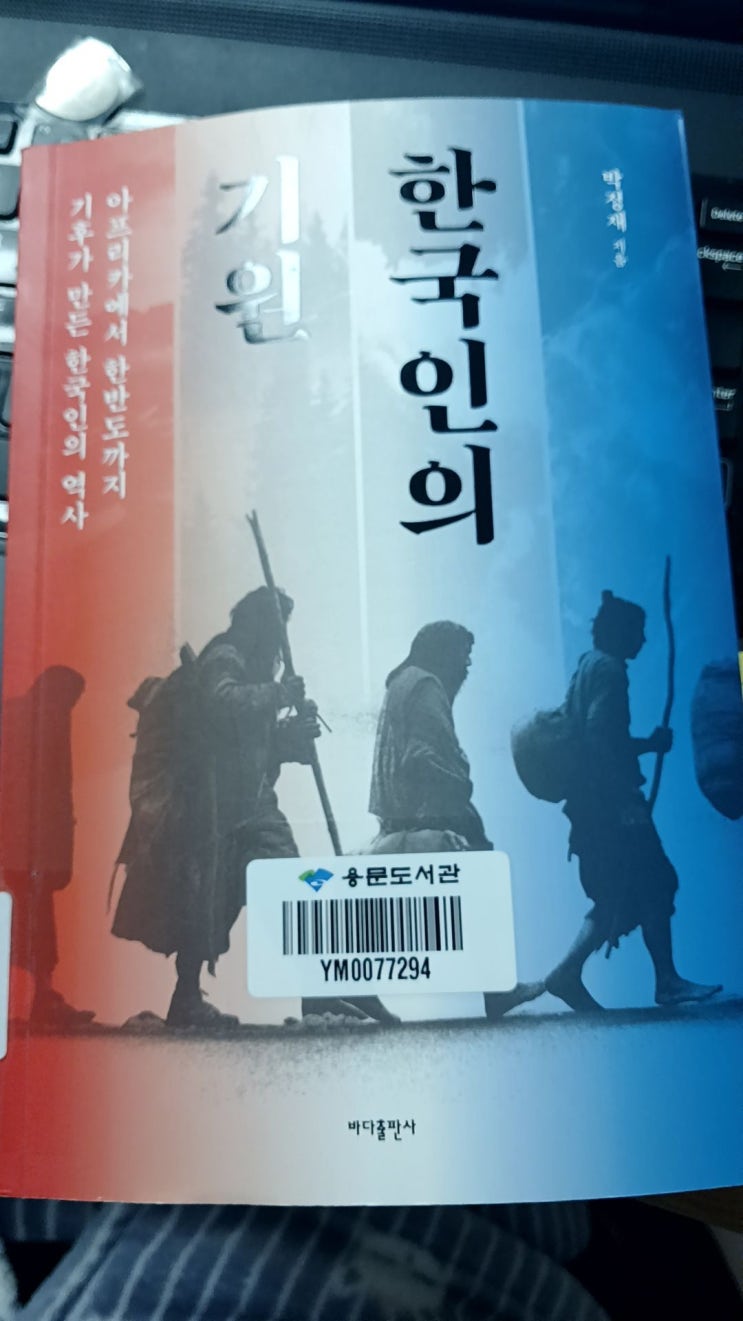 한국인의
기원
박정재 지음
아프리카에서 한반도까지
기후가 만든 한국인의 역사
용문도서관
YM0077294
바다출판사
Delete
ckspace